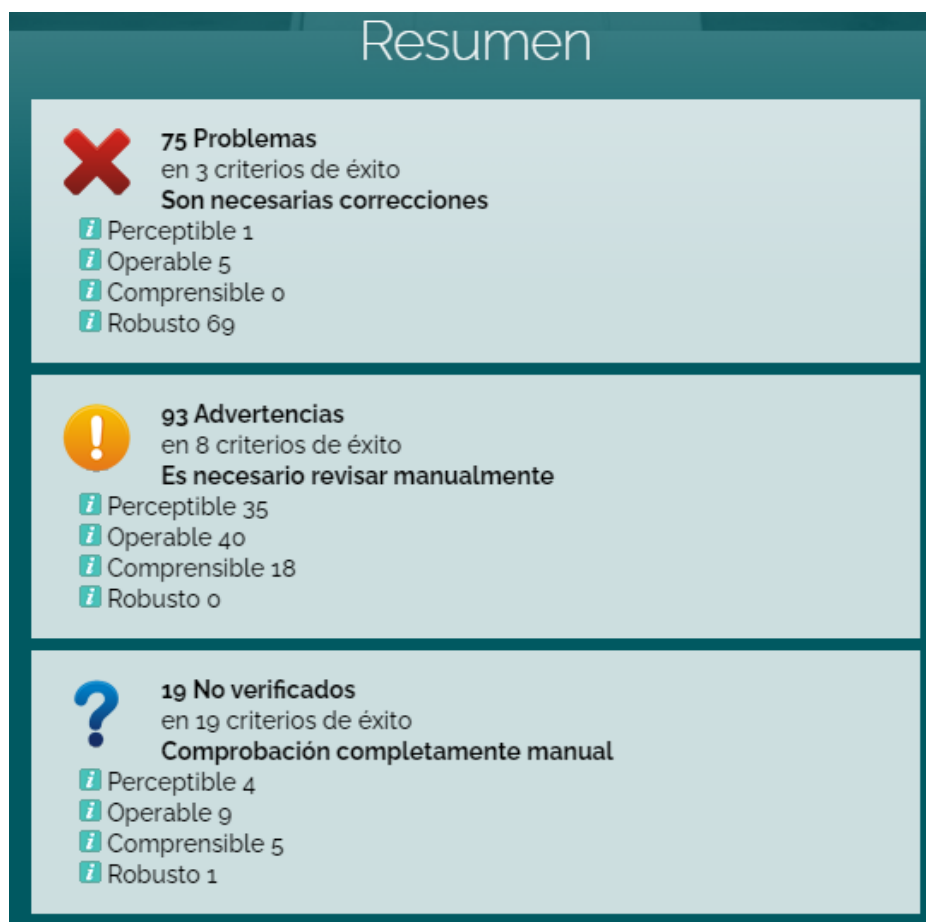 Resumen
75 Problemas
en 3 criterios de éxito
Son necesarias correcciones
i Perceptible 1
i Operable 5
i Comprensible 0
i Robusto 69
93 Advertencias
en 8 criterios de éxito
Es necesario revisar manualmente
i Perceptible 35
i Operable 40
i Comprensible 18
i Robusto 0
19 No verificados
en 19 criterios de éxito
Comprobación completamente manual
i Perceptible 4
i Operable 9
i Comprensible 5
i Robusto 1